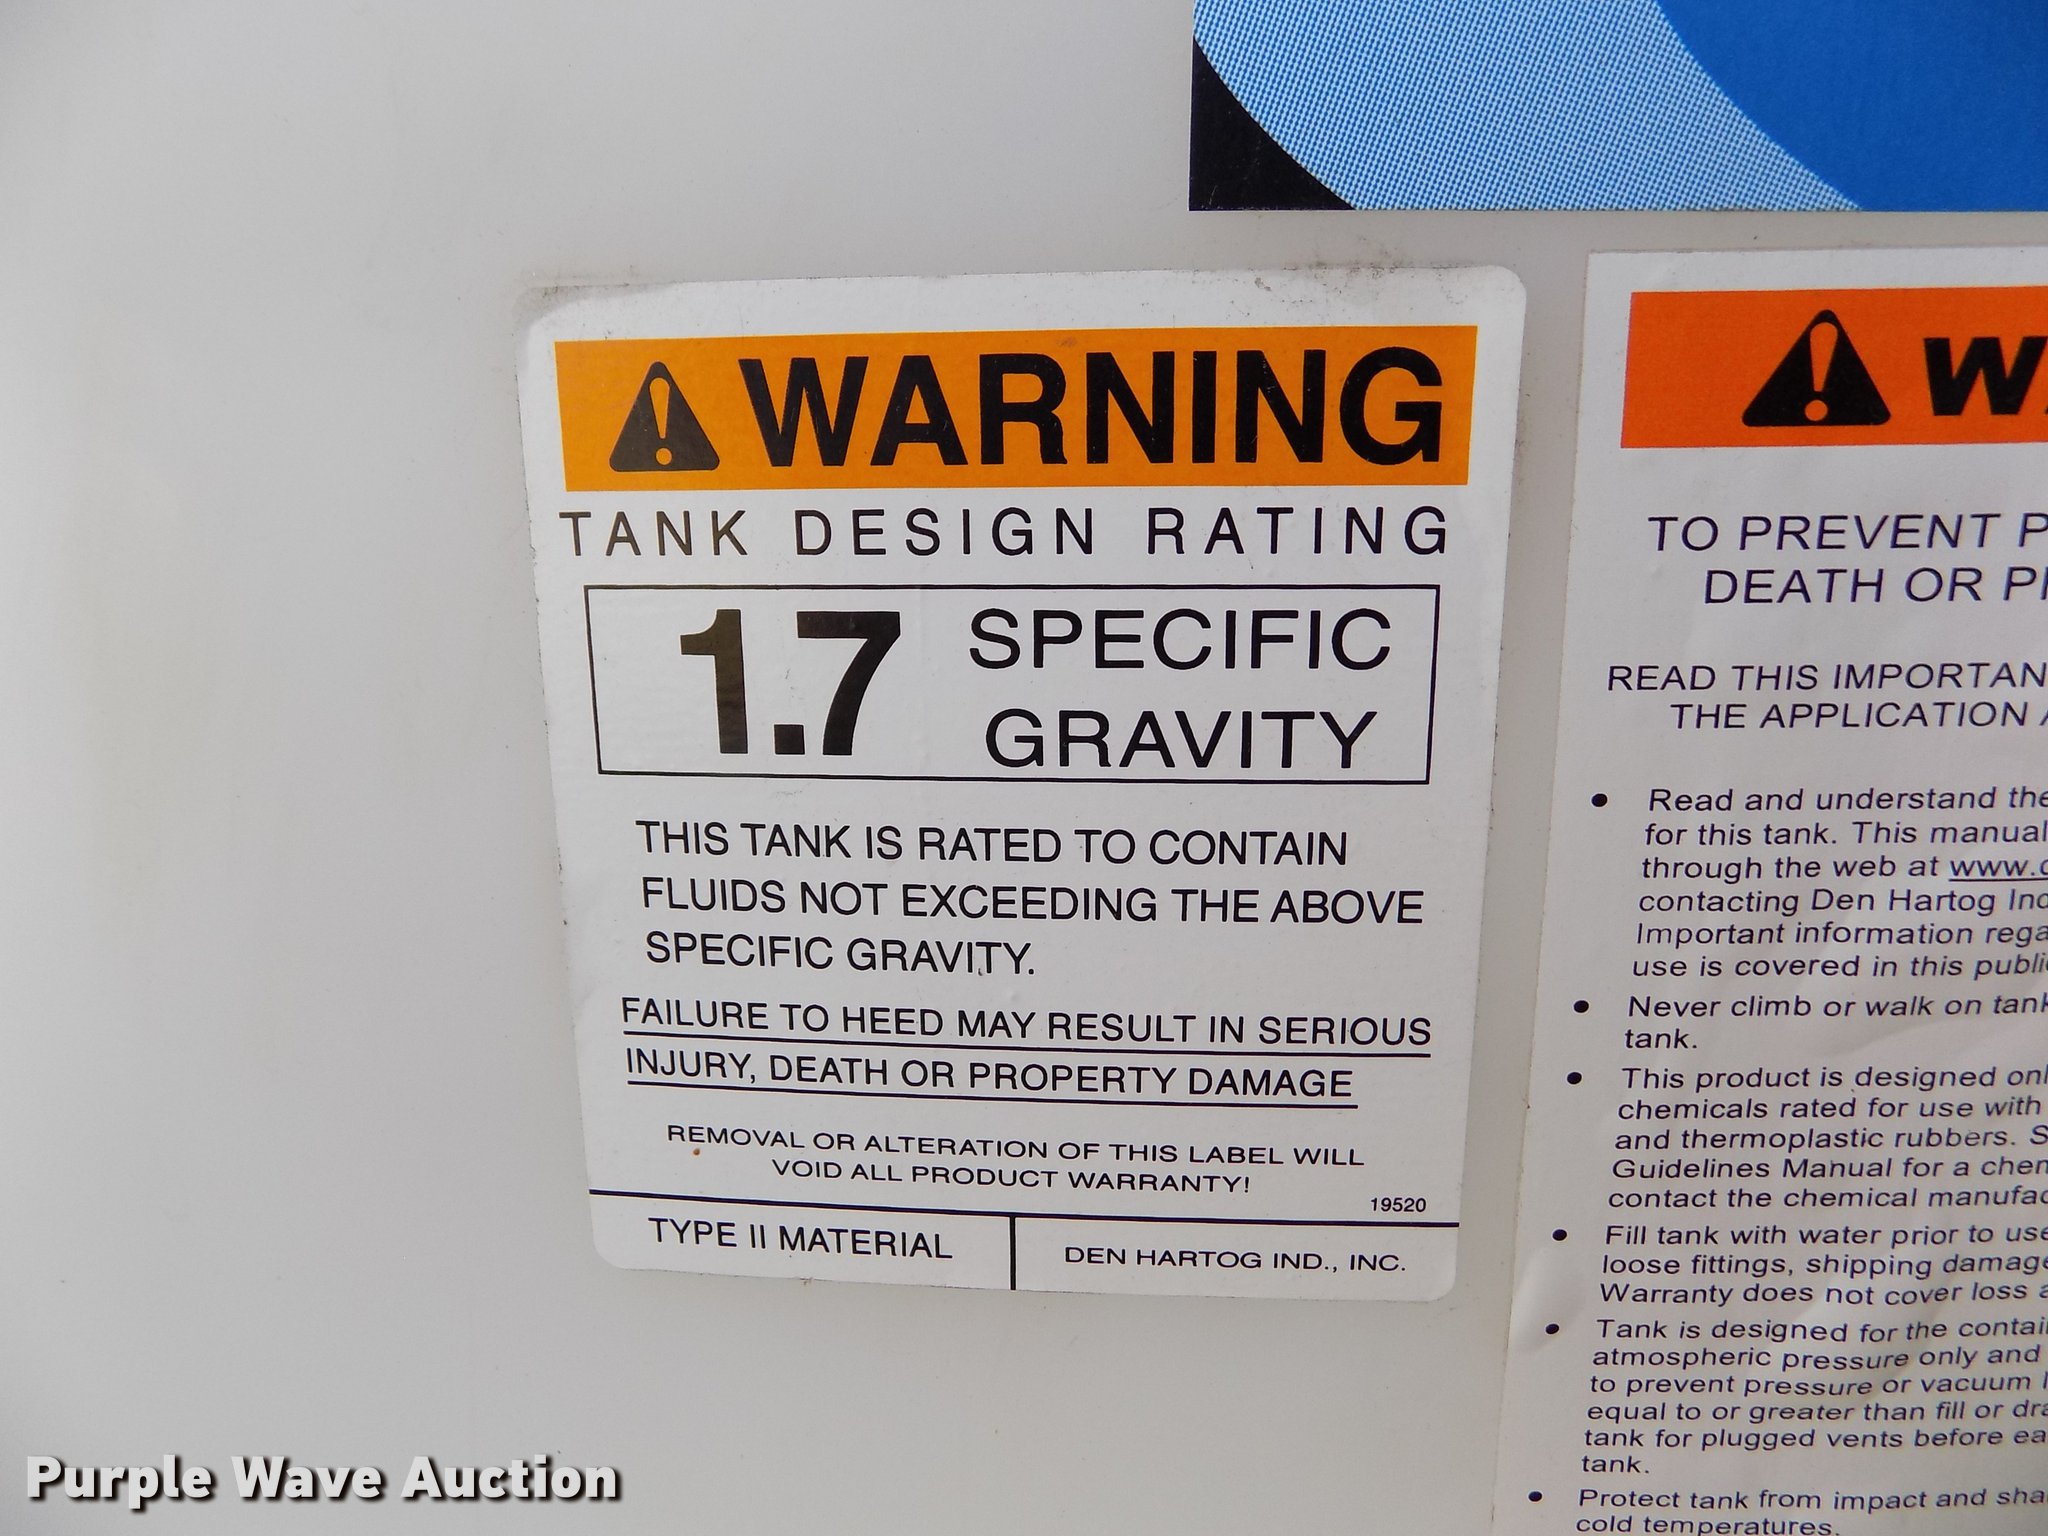 WARNING
TANK DESIGN RATING
1.7 SPECIFIC
GRAVITY
THIS TANK IS RATED TO CONTAIN
FLUIDS NOT EXCEEDING THE ABOVE
SPECIFIC GRAVITY.
FAILURE TO HEED MAY RESULT IN SERIOUS
INJURY, DEATH OR PROPERTY DAMAGE
REMOVAL OR ALTERATION OF THIS LABEL WILL
VOID ALL PRODUCT WARRANTY!
19520
TYPE II MATERIAL
DEN HARTOG IND., INC.
TO PREVENT
DEATH OR
READ THIS
THE APPLICATION
• Read and understand the
for this tank. This manual
through the web at
contacting Den Hartog
Important information
use is covered in this
• Never climb or walk on
tank.
• This product is designed
chemicals rated for use with
and thermoplastic rubbers.
Guidelines Manual for a
contact the chemical
• Fill tank with water prior to
loose fittings, shipping
Warranty does not cover loss
• Tank is designed for the
atmospheric pressure only and
to prevent pressure or vacuum
equal to or greater than fill or
tank for plugged vents before
tank.
• Protect tank from impact and
cold temperatures.
Purple Wave Auction